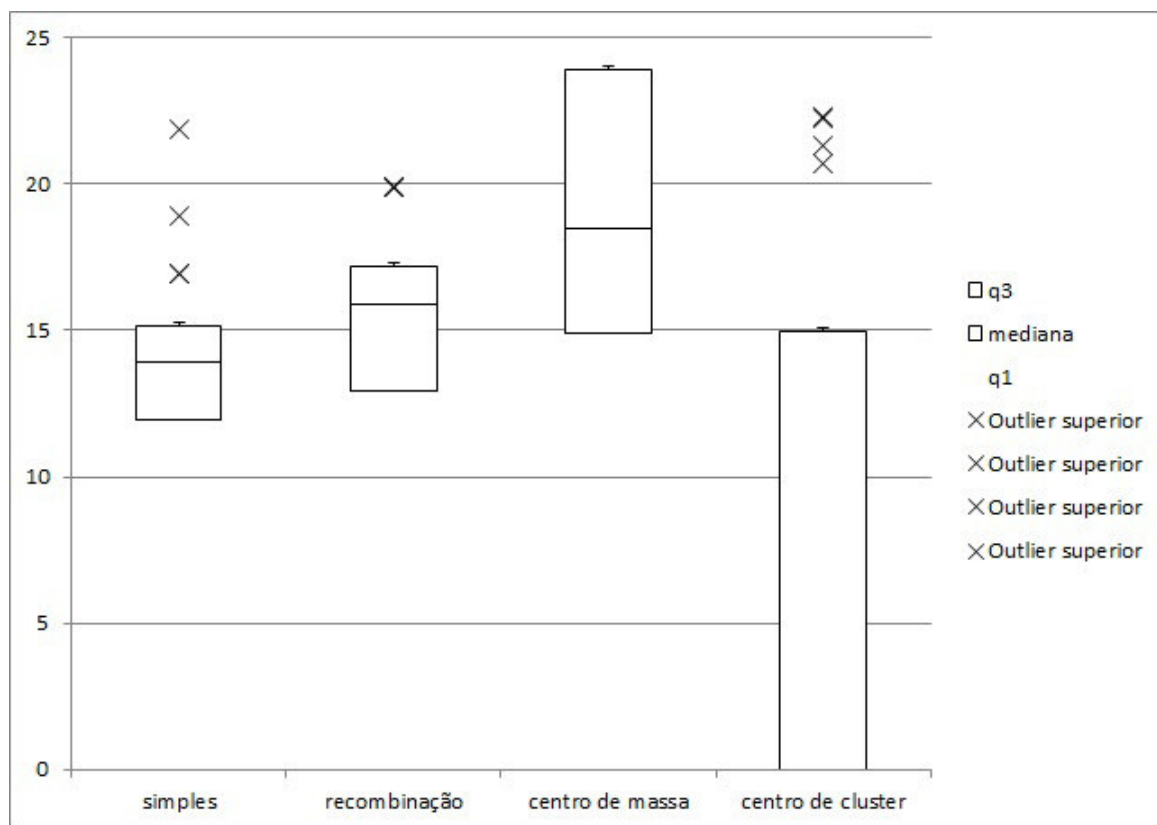 25
20
15
10
5
0
simples
recombinação
centro de massa
centro de cluster
q3
mediana
q1
Outlier superior
Outlier superior
Outlier superior
Outlier superior